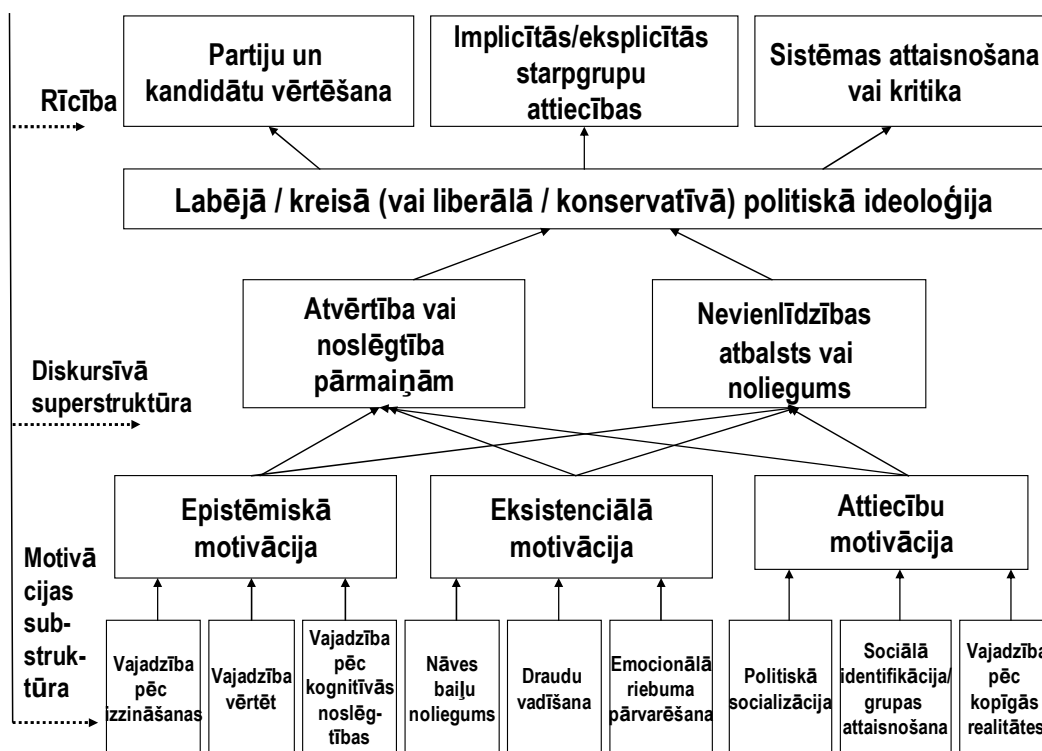 Rīcība
Partiju un
kandidātu vērtēšana
Implicītās/eksplicītās
starpgrupu
attiecības
Sistēmas attaisnošana
vai kritika
Labējā / kreisā (vai liberālā / konservatīvā) politiskā ideoloģija
Diskursīvā
superstruktūra
Atvērtība vai
noslēgtība
pārmaiņām
Nevienlīdzības
atbalsts vai
noliegums
Motivā
cijas
sub-
struk-
tūra
Epistēmiskā
motivācija
Eksistenciālā
motivācija
Attiecību
motivācija
Vajadzība
pēc
izzināšanas
Vajadzība
vērtēt
Vajadzība
pēc
kognitīvās
noslēg-
tības
Nāves
baiļu
noliegums
Draudu
vadīšana
Emocionālā
riebuma
pārvarēšana
Politiskā
socializācija
Sociālā
identifikācija/
grupas
attaisnošana
Vajadzība
pēc
kopīgās
realitātes